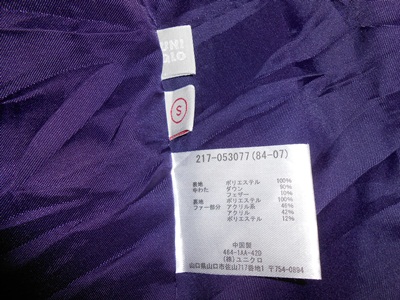 UNI
QLO
S
217-053077(84-07)
表地 ポリエステル 100%
中わた ダウン 90%
フェザー 10%
裏地 ポリエステル 100%
ファー部分 アクリル系 46%
アクリル 42%
ポリエステル 12%
中国製
464-1AA-42D
(株)ユニクロ
山口県山口市佐山717番地1 〒754-0894